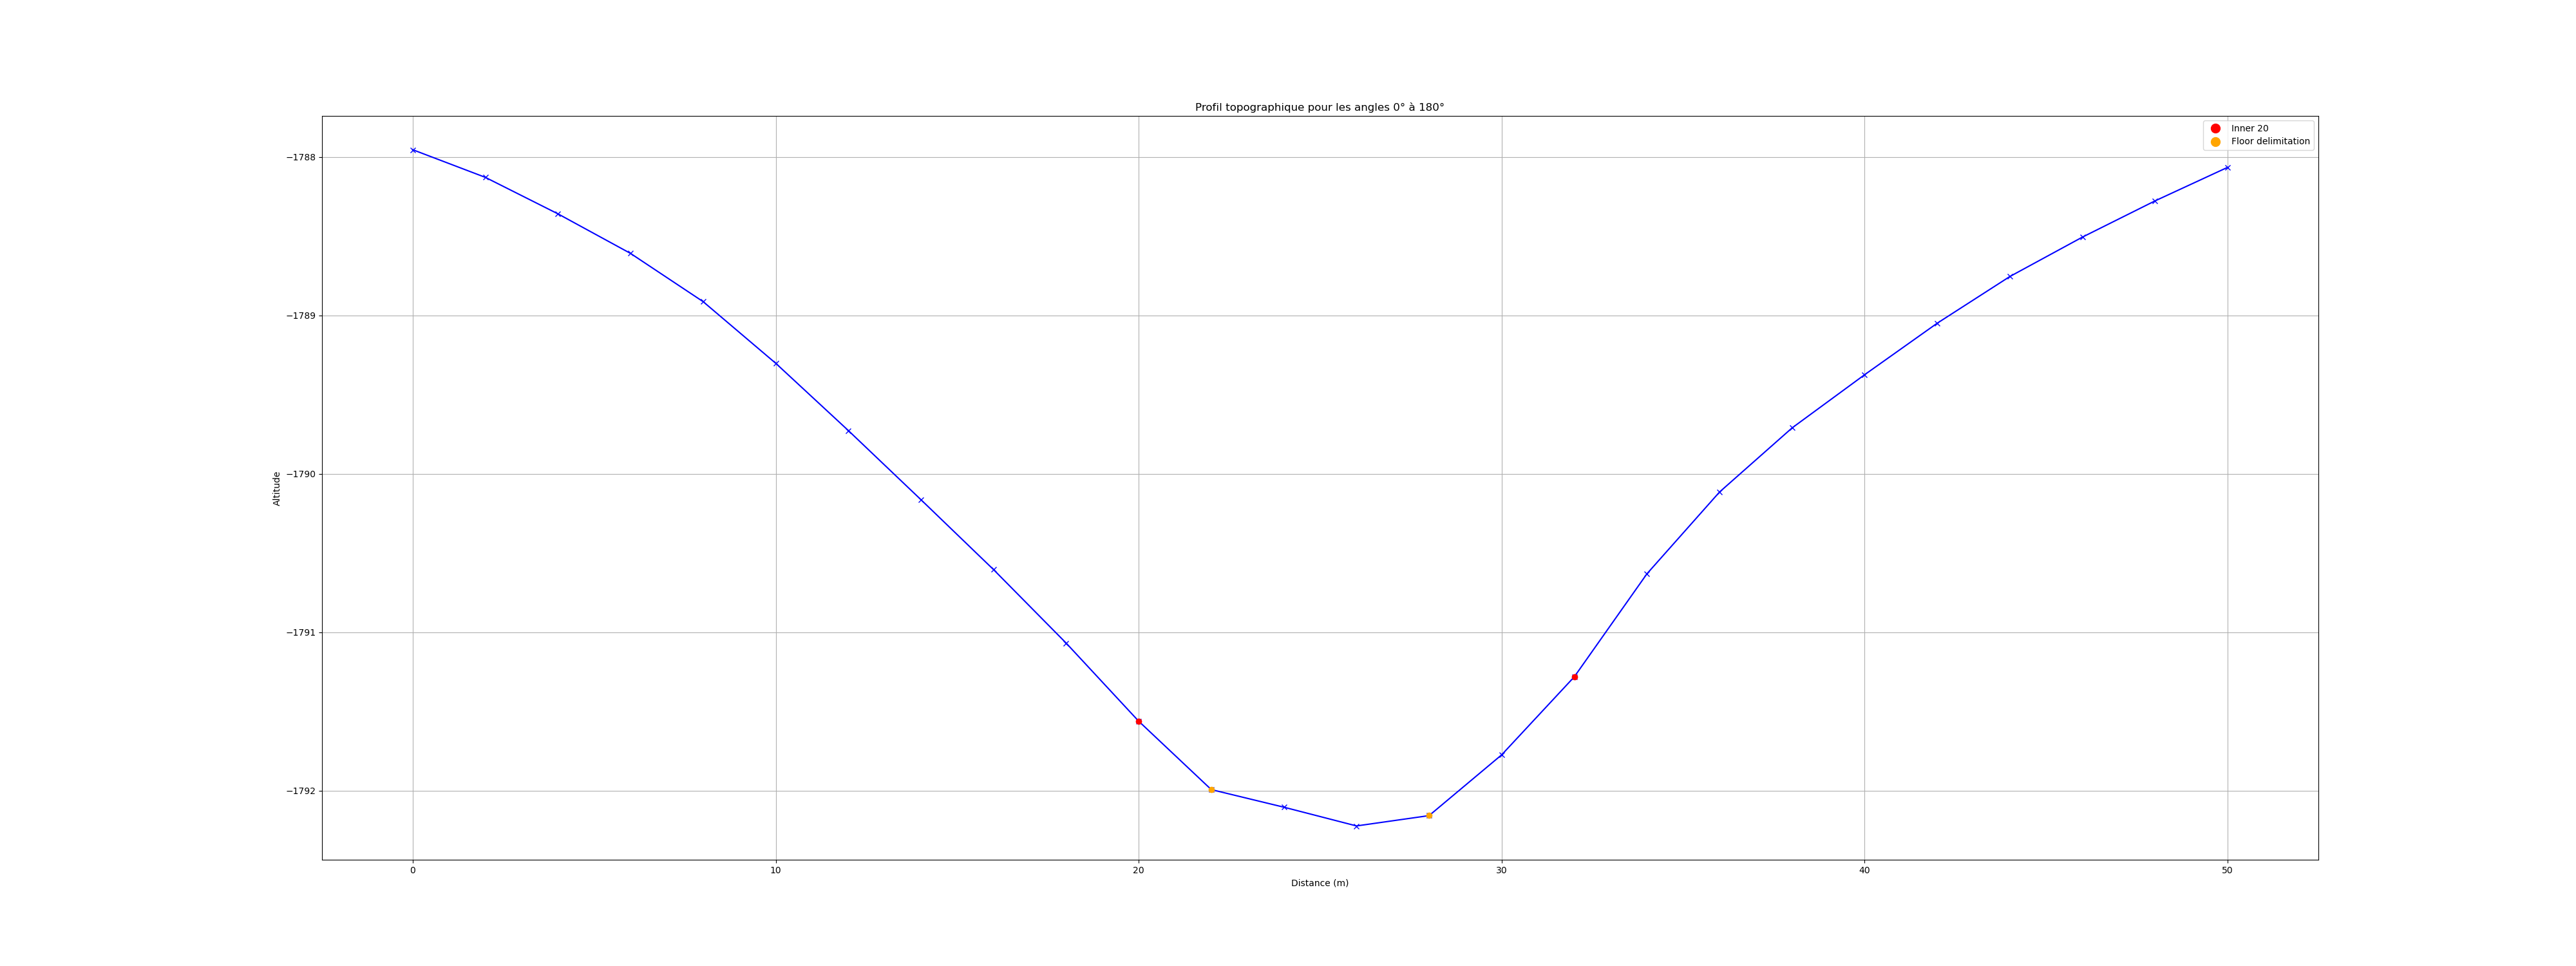 Profil topographique pour les angles 0° à 180°
Inner 20
Floor delimitation
Altitude
−1788
−1789
−1790
−1791
−1792
0 10 20 30 40 50
Distance (m)